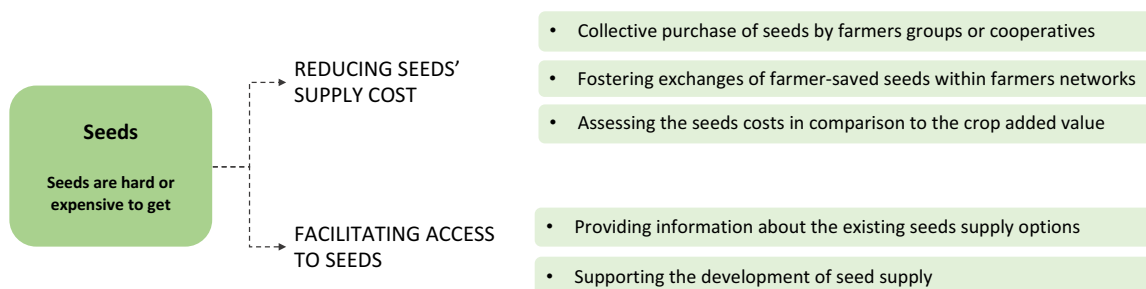 Seeds
Seeds are hard or
expensive to get
REDUCING SEEDS'
SUPPLY COST
• Collective purchase of seeds by farmers groups or cooperatives
• Fostering exchanges of farmer-saved seeds within farmers networks
• Assessing the seeds costs in comparison to the crop added value
FACILITATING ACCESS
TO SEEDS
• Providing information about the existing seeds supply options
• Supporting the development of seed supply